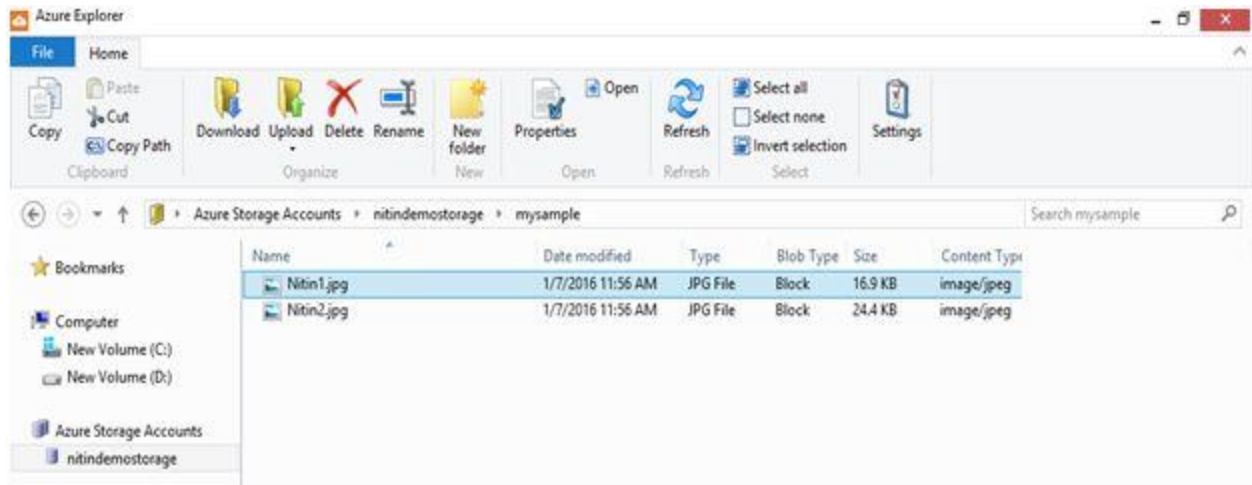 Azure Explorer
File Home
Copy
Paste
Cut
Copy Path
Clipboard
Download Upload Delete Rename
Organize
New folder
New
Properties
Open
Open
Refresh
Refresh
Select all
Select none
Invert selection
Select
Settings
Azure Storage Accounts nitindemostorage mysample
Search mysample
Bookmarks
Computer
New Volume (C:)
New Volume (D:)
Azure Storage Accounts
nitindemostorage
Name Date modified Type Blob Type Size Content Type
Nitin1.jpg 1/7/2016 11:56 AM JPG File Block 16.9 KB image/jpeg
Nitin2.jpg 1/7/2016 11:56 AM JPG File Block 24.4 KB image/jpeg